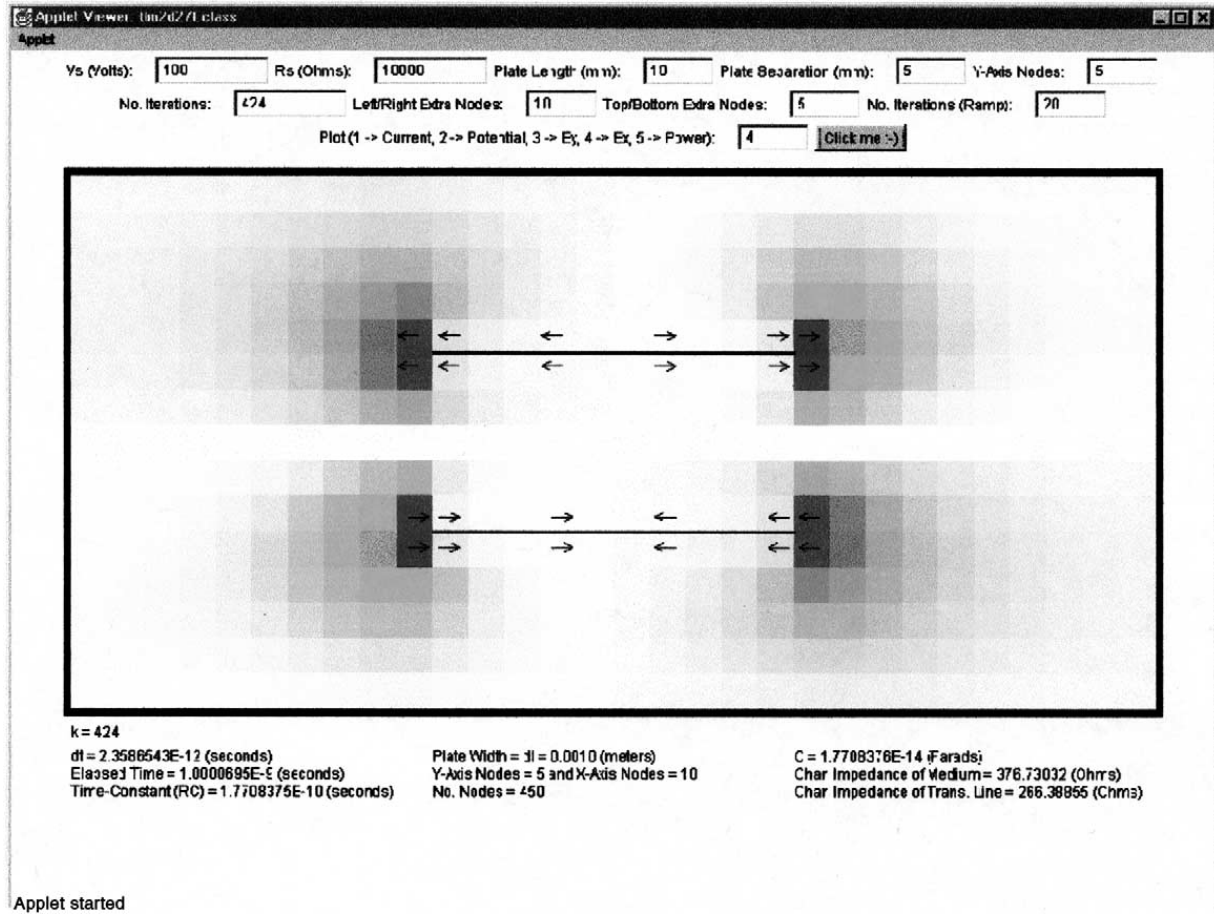 Applet Viewer: tlm2d27f.class
Applet
Vs (Volts): 100 Rs (Ohms): 10000 Plate Length (mm): 10 Plate Separation (mm): 5 Y-Axis Nodes: 5
No. Iterations: 424 Left/Right Extra Nodes: 10 Top/Bottom Extra Nodes: 5 No. Iterations (Ramp): 20
Plot (1 -> Current, 2 -> Potential, 3 -> Ey, 4 -> Ex, 5 -> Power): 4 Click me :-)
k = 424
dt = 2.3586543E-12 (seconds) Plate Width = dl = 0.0010 (meters) C = 1.7708376E-14 (Farads)
Elapsed Time = 1.0000695E-9 (seconds) Y-Axis Nodes = 5 and X-Axis Nodes = 10 Char Impedance of Medium = 376.73032 (Ohms)
Time-Constant (RC) = 1.7708375E-10 (seconds) No. Nodes = 450 Char Impedance of Trans. Line = 266.38855 (Ohms)
Applet started